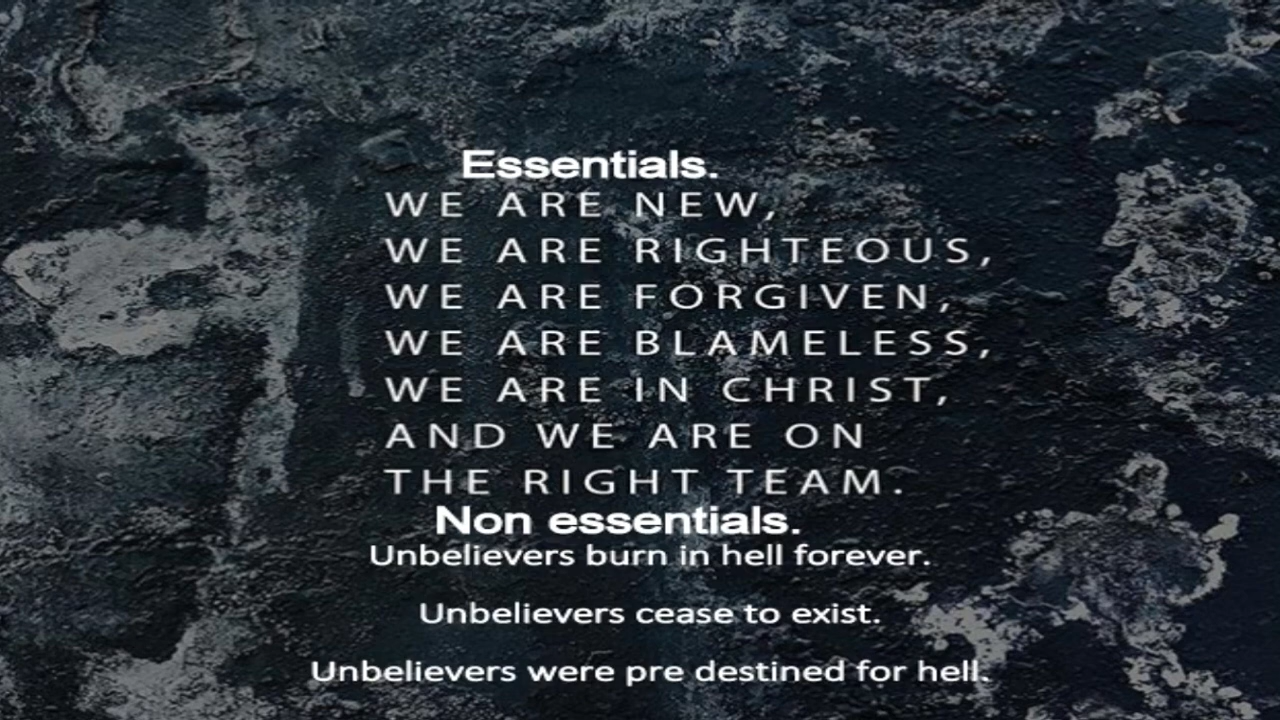 Essentials.
WE ARE NEW,
WE ARE RIGHTEOUS,
WE ARE FORGIVEN,
WE ARE BLAMELESS,
WE ARE IN CHRIST,
AND WE ARE ON
THE RIGHT TEAM.
Non essentials.
Unbelievers burn in hell forever.
Unbelievers cease to exist.
Unbelievers were pre destined for hell.